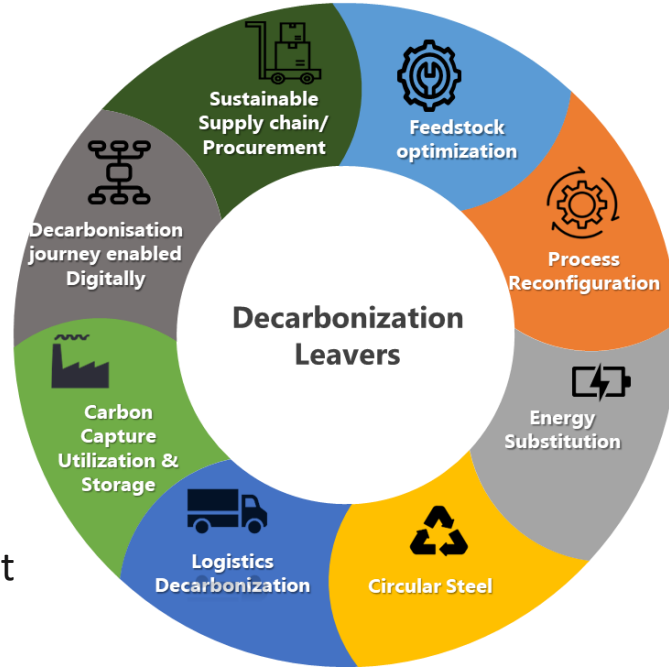 Decarbonization
Leavers
Feedstock
optimization
Process
Reconfiguration
Energy
Substitution
Circular Steel
Logistics
Decarbonization
Carbon
Capture
Utilization &
Storage
Decarbonisation
journey enabled
Digitally
Sustainable
Supply chain/
Procurement
t